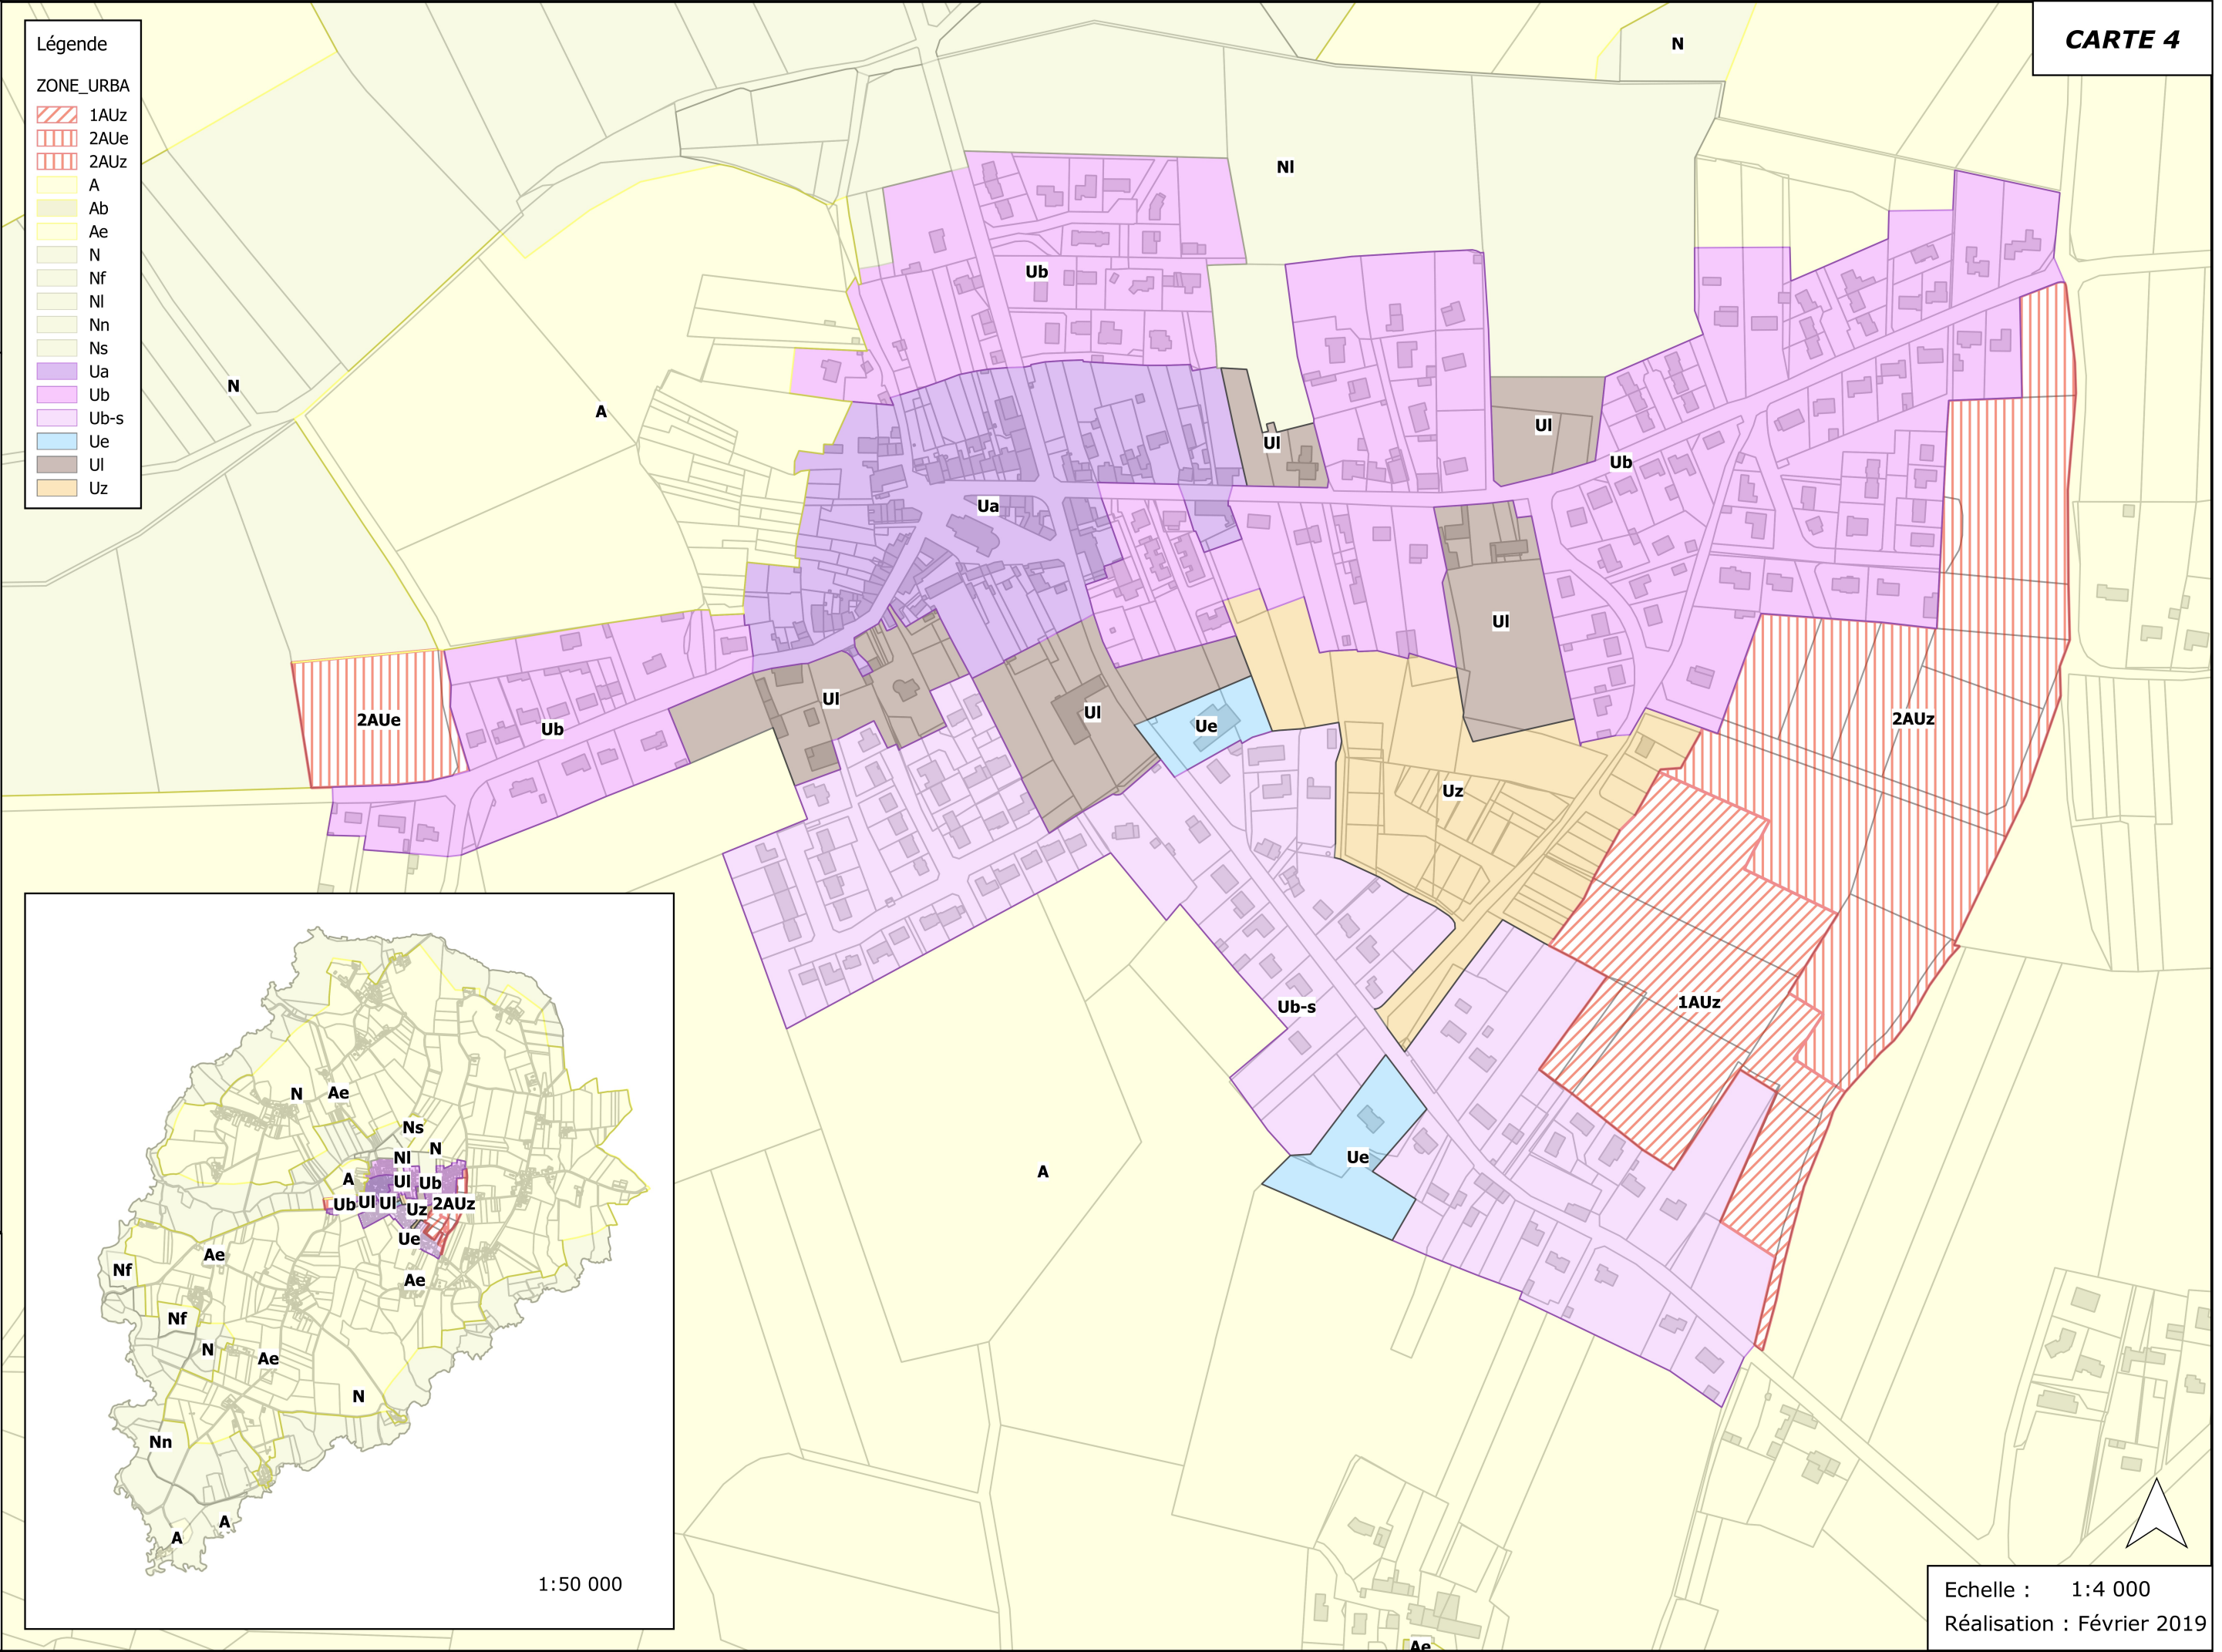 CARTE 4
Légende
ZONE_URBA
1AUz
2AUe
2AUz
A
Ab
Ae
N
Nf
Nl
Nn
Ns
Ua
Ub
Ub-s
Ue
Ul
Uz
N
Nl
Ub
N
A
Ul
Ul
Ub
Ua
Ul
Ul
Ul
2AUe
Ub
Ue
2AUz
Uz
1AUz
Ub-s
Ue
A
Ae
N
Ae
Ns
N
Nl
A
Ul
Ub
Ub
Ul
Ul
Uz
2AUz
Ue
Ae
Nf
Ae
Nf
N
Ae
N
Nn
A
A
1:50 000
Echelle : 1:4 000
Réalisation : Février 2019